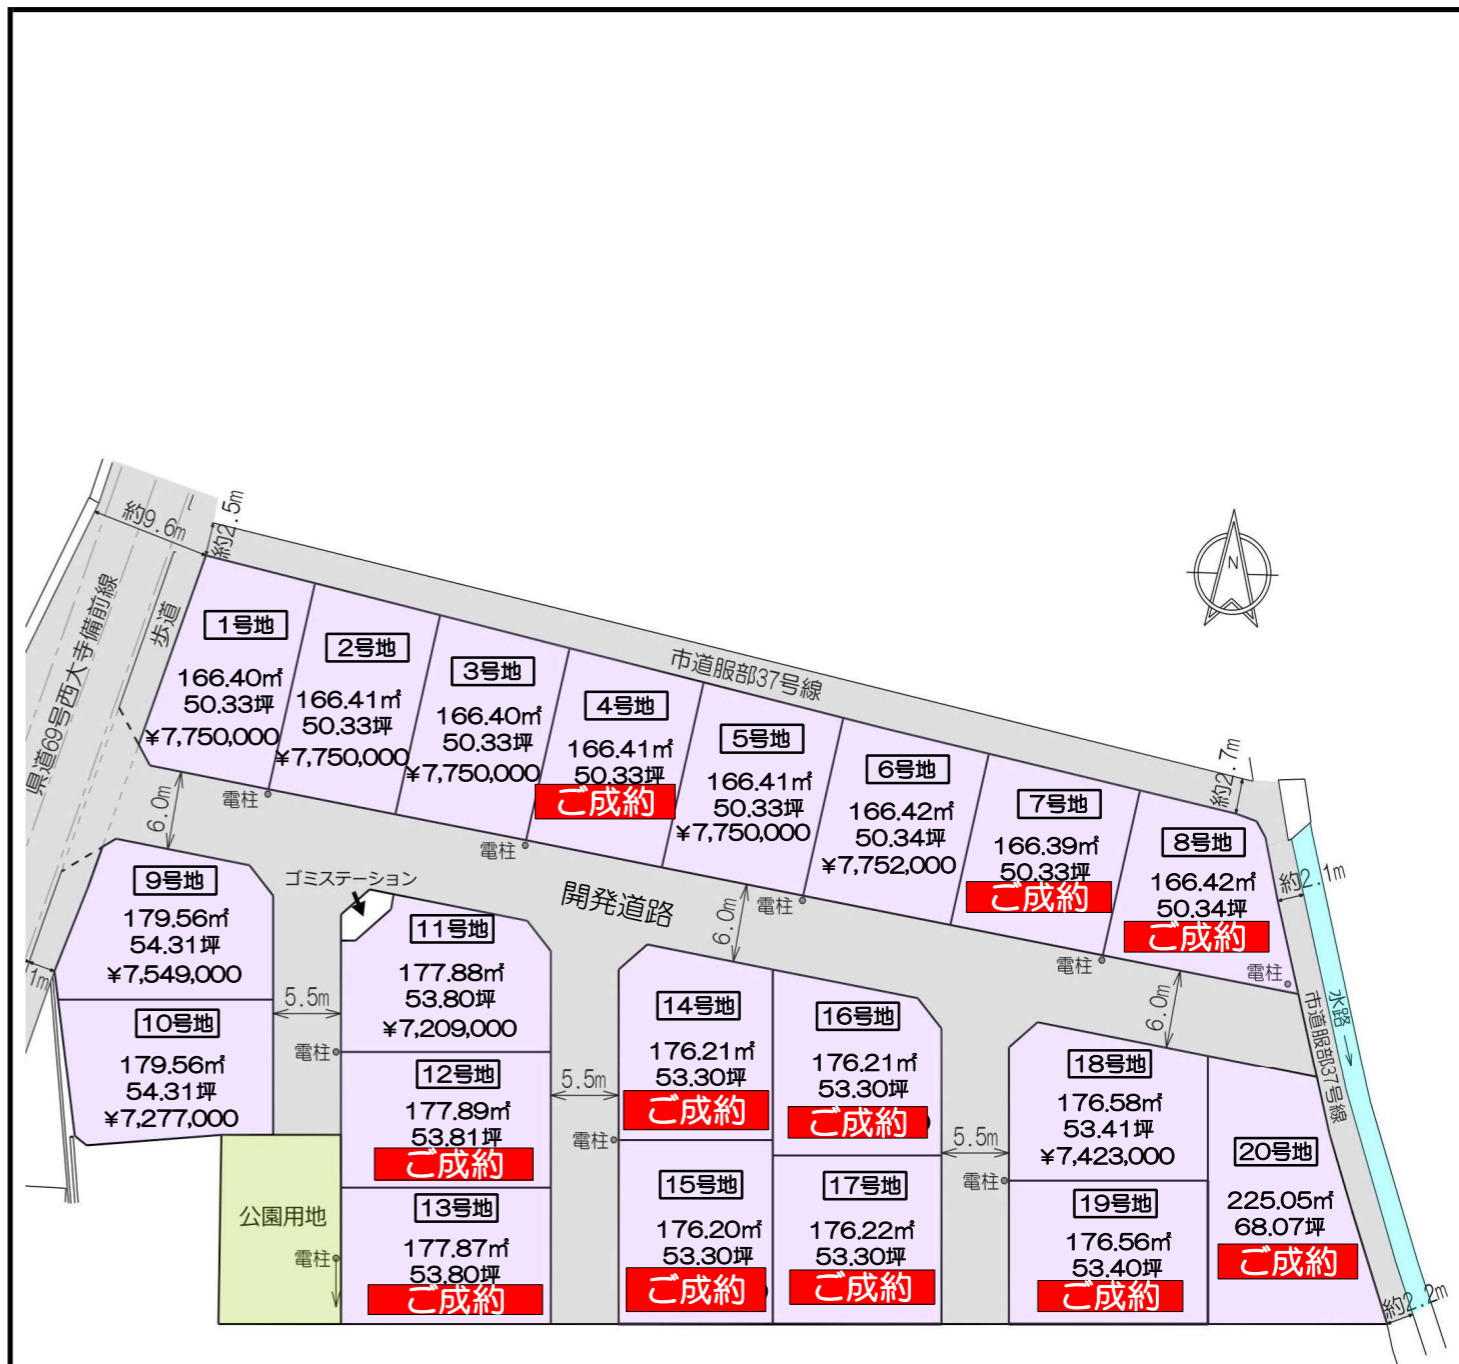 約9.6m
約2.5m
県道69号西大寺備前線
歩道
N
市道服部37号線
1号地
166.40㎡
50.33坪
¥7,750,000
2号地
166.41㎡
50.33坪
¥7,750,000
3号地
166.40㎡
50.33坪
¥7,750,000
4号地
166.41㎡
50.33坪
ご成約
5号地
166.41㎡
50.33坪
¥7,750,000
6号地
166.42㎡
50.34坪
¥7,752,000
7号地
166.39㎡
50.33坪
ご成約
8号地
166.42㎡
50.34坪
ご成約
約2.7m
約2.1m
電柱
電柱
電柱
電柱
電柱
6.0m
6.0m
6.0m
開発道路
ゴミステーション
水路
市道服部37号線
9号地
179.56㎡
54.31坪
¥7,549,000
1m
10号地
179.56㎡
54.31坪
¥7,277,000
5.5m
電柱
11号地
177.88㎡
53.80坪
¥7,209,000
12号地
177.89㎡
53.81坪
ご成約
13号地
177.87㎡
53.80坪
ご成約
公園用地
電柱
5.5m
電柱
14号地
176.21㎡
53.30坪
ご成約
15号地
176.20㎡
53.30坪
ご成約
16号地
176.21㎡
53.30坪
ご成約
17号地
176.22㎡
53.30坪
ご成約
5.5m
電柱
18号地
176.58㎡
53.41坪
¥7,423,000
19号地
176.56㎡
53.40坪
ご成約
20号地
225.05㎡
68.07坪
ご成約
約2.2m